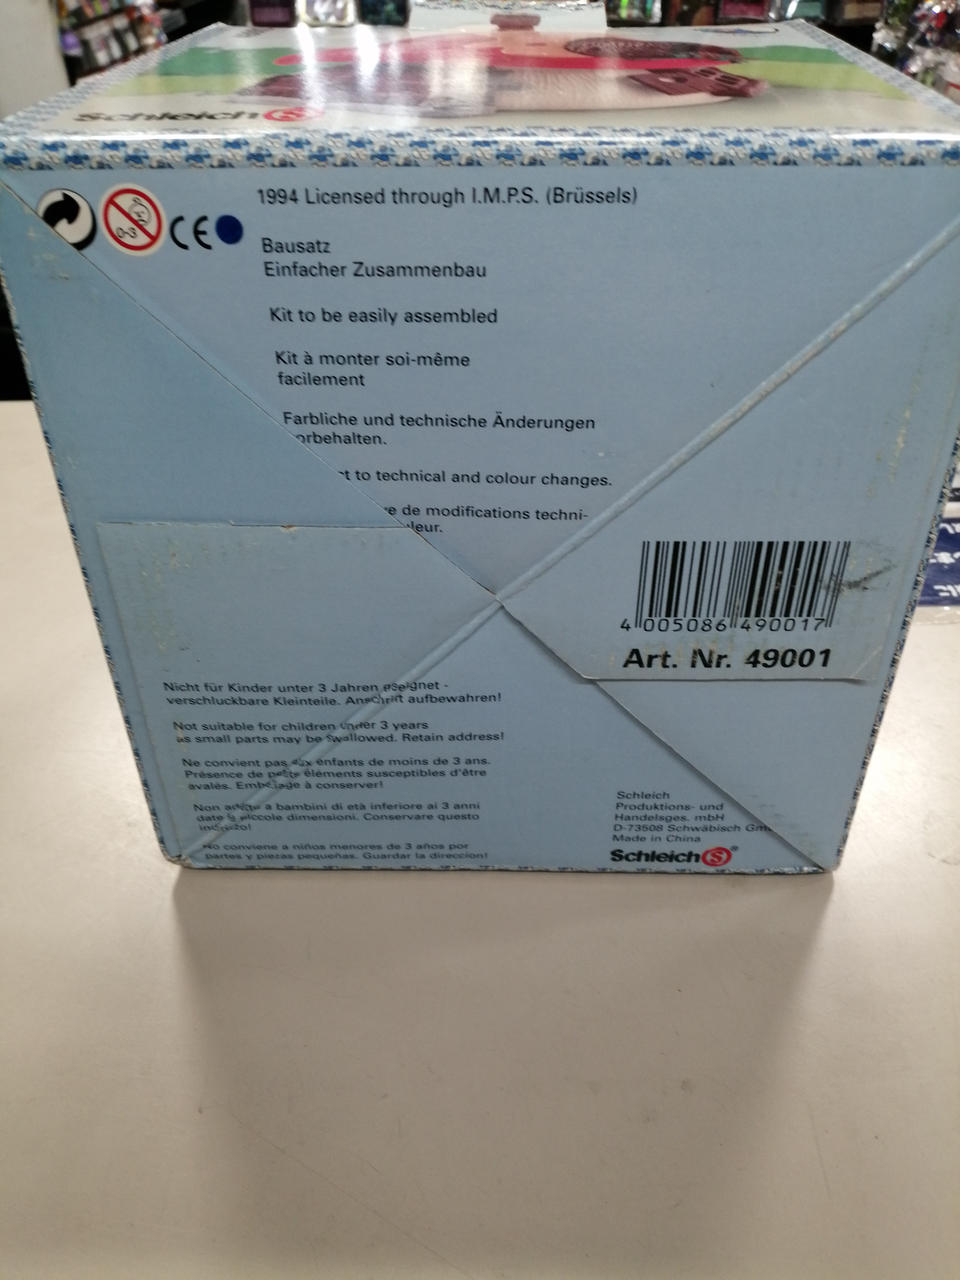 Schleich S
0-3
CE
1994 Licensed through I.M.P.S. (Brüssels)
Bausatz
Einfacher Zusammenbau
Kit to be easily assembled
Kit à monter soi-même
facilement
Farbliche und technische Änderungen
orbehalten.
t to technical and colour changes.
e de modifications techni-
leur.
4 005086 490017
Art. Nr. 49001
Nicht für Kinder unter 3 Jahren geeignet -
verschluckbare Kleinteile. Anschrift aufbewahren!
Not suitable for children under 3 years
as small parts may be swallowed. Retain address!
Ne convient pas aux enfants de moins de 3 ans.
Présence de petits éléments susceptibles d'être
avalés. Emballage à conserver!
Non a bambini di età inferiore ai 3 anni
date piccole dimensioni. Conservare questo
No conviene a niños menores de 3 años por
partes y piezas pequeñas. Guardar la direccion!
Schleich
Produktions- und
Handelsges. mbH
D-73508 Schwäbisch Gm
Made in China
Schleich S ®